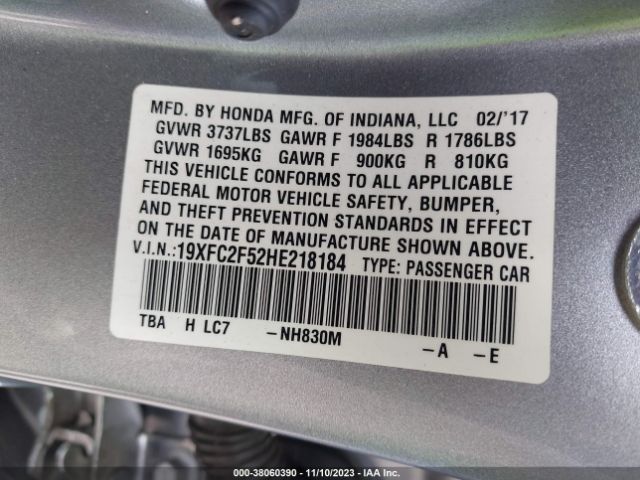 MFD. BY HONDA MFG. OF INDIANA, LLC 02/'17
GVWR 3737LBS GAWR F 1984LBS R 1786LBS
GVWR 1695KG GAWR F 900KG R 810KG
THIS VEHICLE CONFORMS TO ALL APPLICABLE
FEDERAL MOTOR VEHICLE SAFETY, BUMPER,
AND THEFT PREVENTION STANDARDS IN EFFECT
ON THE DATE OF MANUFACTURE SHOWN ABOVE.
V.I.N.:19XFC2F52HE218184 TYPE: PASSENGER CAR
TBA H LC7 -NH830M -A -E
000-38060390 - 11/10/2023 - IAA Inc.